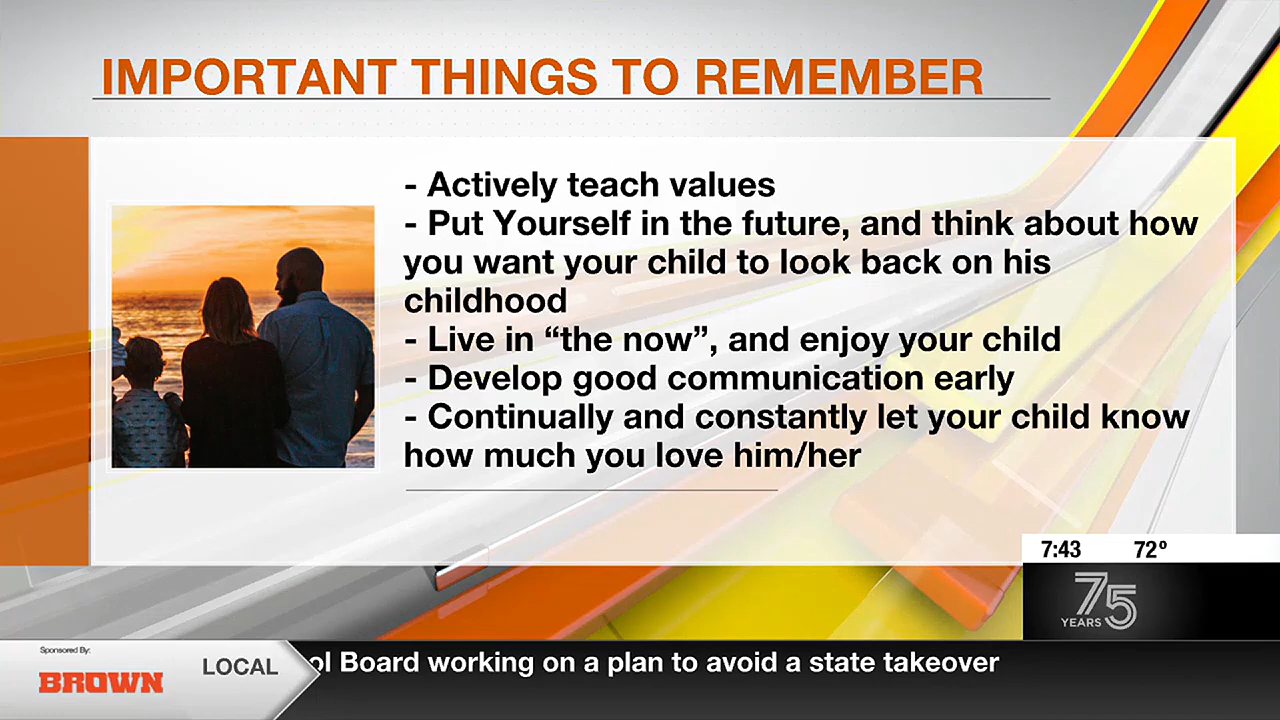 IMPORTANT THINGS TO REMEMBER
- Actively teach values
- Put Yourself in the future, and think about how
you want your child to look back on his
childhood
- Live in “the now”, and enjoy your child
- Develop good communication early
- Continually and constantly let your child know
how much you love him/her
7:43 72º
75
YEARS
Sponsored By:
BROWN
LOCAL
ol Board working on a plan to avoid a state takeover